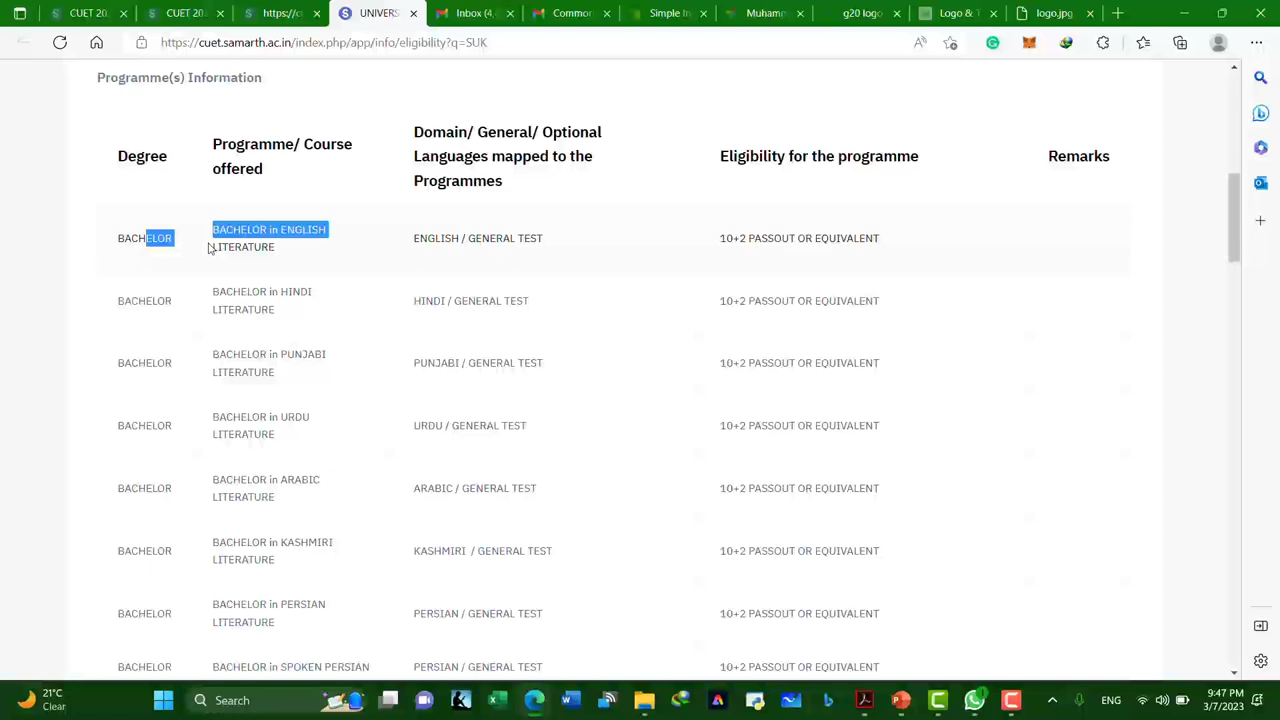 CUET 20
CUET 20
https://c
UNIVERS
Inbox (4,
Common
Simple In
Muhamm
g20 logo
Logo & T
logo.jpg
https://cuet.samarth.ac.in/index.php/app/info/eligibility?q=SUK
Programme(s) Information
Degree
Programme/ Course
offered
Domain/ General/ Optional
Languages mapped to the
Programmes
Eligibility for the programme
Remarks
BACHELOR
BACHELOR in ENGLISH
LITERATURE
ENGLISH / GENERAL TEST
10+2 PASSOUT OR EQUIVALENT
BACHELOR
BACHELOR in HINDI
LITERATURE
HINDI / GENERAL TEST
10+2 PASSOUT OR EQUIVALENT
BACHELOR
BACHELOR in PUNJABI
LITERATURE
PUNJABI / GENERAL TEST
10+2 PASSOUT OR EQUIVALENT
BACHELOR
BACHELOR in URDU
LITERATURE
URDU / GENERAL TEST
10+2 PASSOUT OR EQUIVALENT
BACHELOR
BACHELOR in ARABIC
LITERATURE
ARABIC / GENERAL TEST
10+2 PASSOUT OR EQUIVALENT
BACHELOR
BACHELOR in KASHMIRI
LITERATURE
KASHMIRI / GENERAL TEST
10+2 PASSOUT OR EQUIVALENT
BACHELOR
BACHELOR in PERSIAN
LITERATURE
PERSIAN / GENERAL TEST
10+2 PASSOUT OR EQUIVALENT
BACHELOR
BACHELOR in SPOKEN PERSIAN
PERSIAN / GENERAL TEST
10+2 PASSOUT OR EQUIVALENT
21°C
Clear
Search
ENG
9:47 PM
3/7/2023